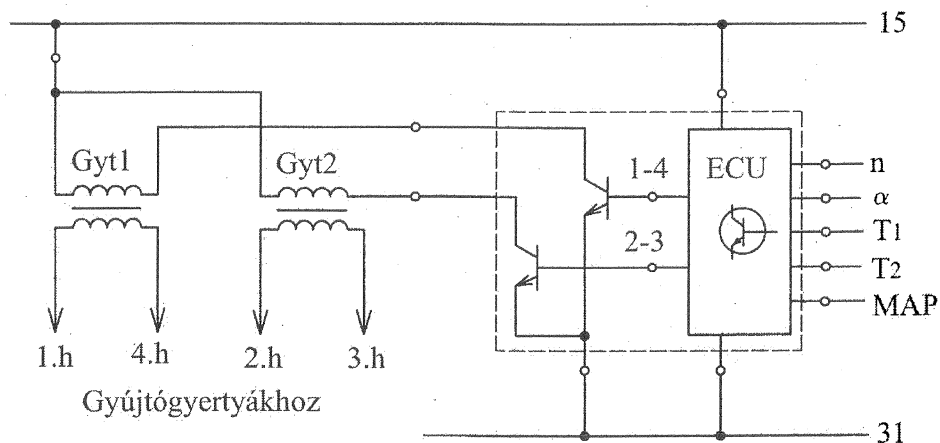 15
Gyt1
Gyt2
1-4
ECU
n
α
T1
2-3
T2
MAP
1.h
4.h
2.h
3.h
Gyújtógyertyákhoz
31